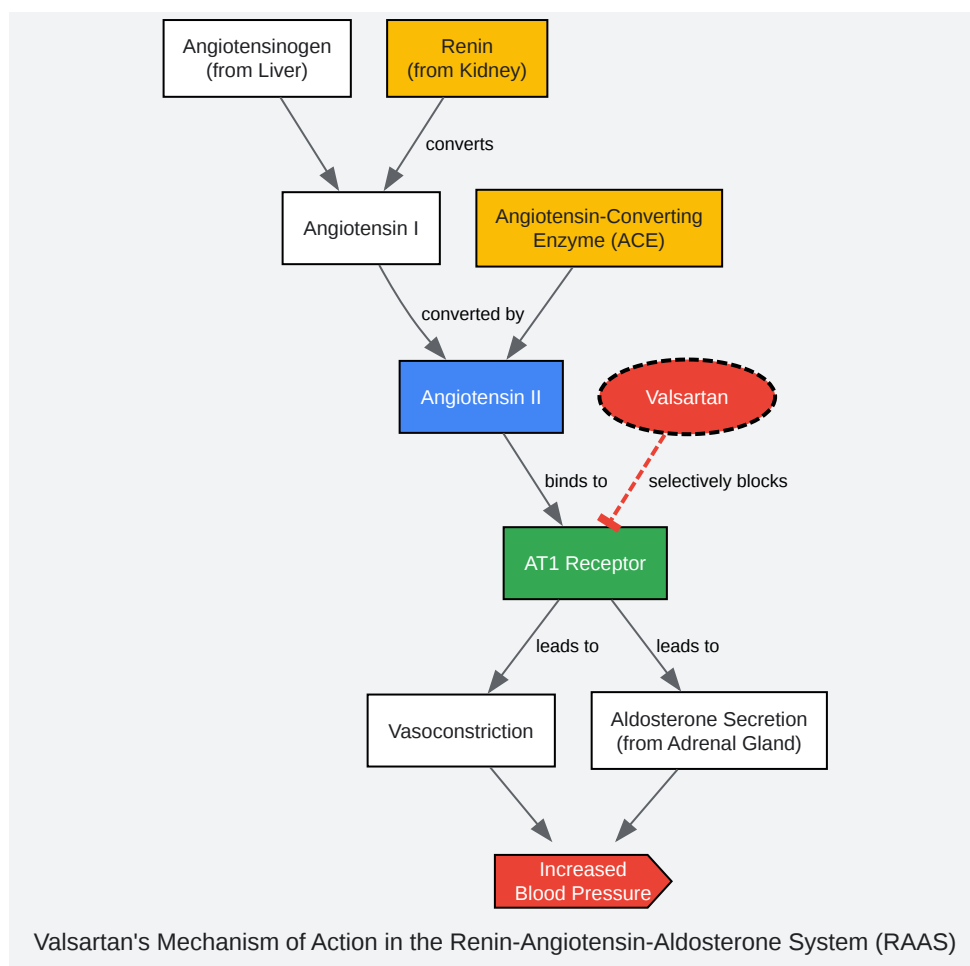 Angiotensinogen
(from Liver)
Renin
(from Kidney)
converts
Angiotensin I
Angiotensin-Converting
Enzyme (ACE)
converted by
Angiotensin II
Valsartan
binds to
selectively blocks
AT1 Receptor
leads to
leads to
Vasoconstriction
Aldosterone Secretion
(from Adrenal Gland)
Increased
Blood Pressure
Valsartan's Mechanism of Action in the Renin-Angiotensin-Aldosterone System (RAAS)